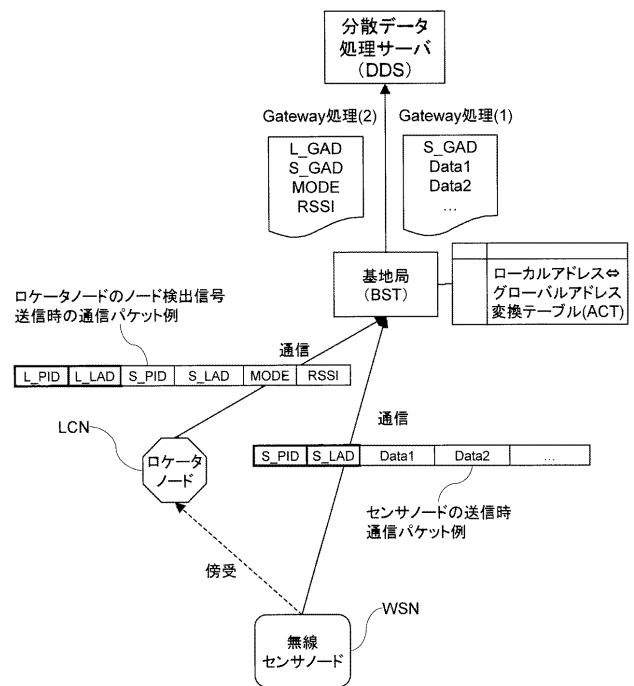 分散データ
処理サーバ
(DDS)
Gateway処理(2)
Gateway処理(1)
L_GAD
S_GAD
MODE
RSSI
S_GAD
Data1
Data2
…
基地局
(BST)
ローカルアドレス⇔
グローバルアドレス
変換テーブル(ACT)
ロケータノードのノード検出信号
送信時の通信パケット例
通信
L_PID L_LAD S_PID S_LAD MODE RSSI
LCN
ロケータ
ノード
通信
S_PID S_LAD Data1 Data2 …
センサノードの送信時
通信パケット例
傍受
WSN
無線
センサノード